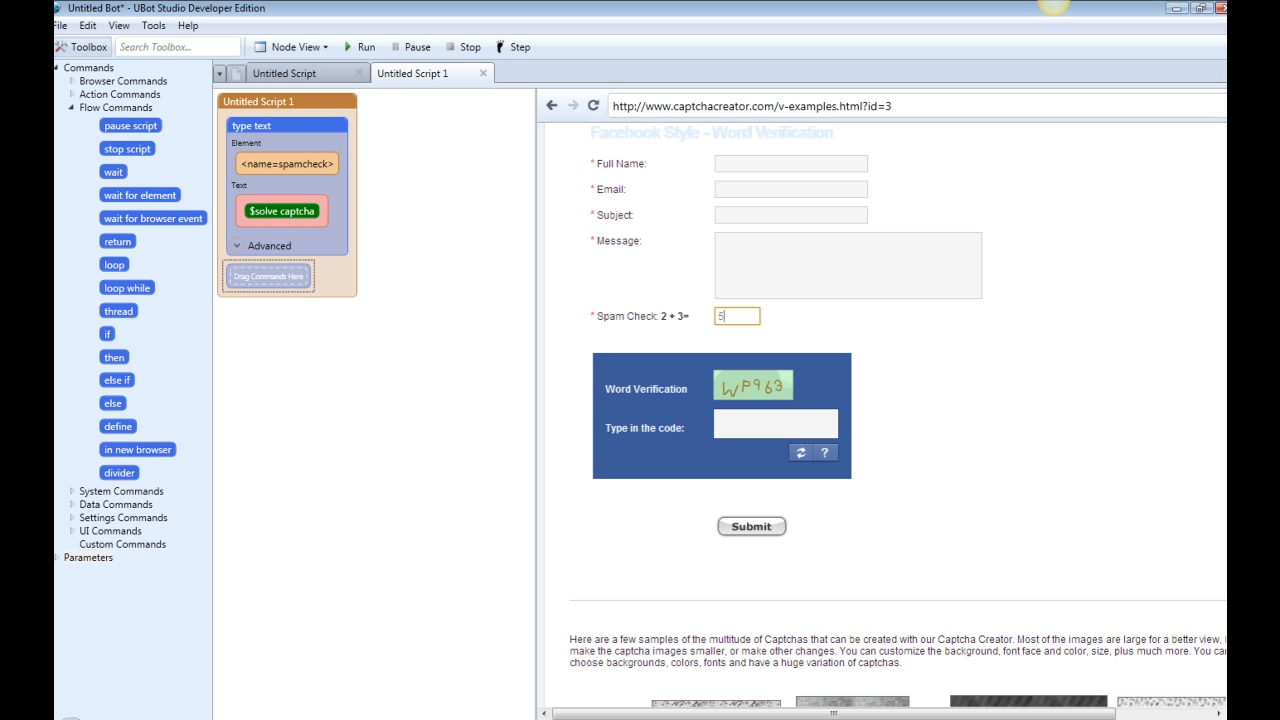 Untitled Bot* - UBot Studio Developer Edition
File Edit View Tools Help
Toolbox Search Toolbox... Node View Run Pause Stop Step
Commands
Browser Commands
Action Commands
Flow Commands
pause script
stop script
wait
wait for element
wait for browser event
return
loop
loop while
thread
if
then
else if
else
define
in new browser
divider
System Commands
Data Commands
Settings Commands
UI Commands
Custom Commands
Parameters
Untitled Script Untitled Script 1
Untitled Script 1
type text
Element
<name=spamcheck>
Text
$solve captcha
Advanced
Drag Commands Here
http://www.captchacreator.com/v-examples.html?id=3
Facebook Style - Word Verification
* Full Name:
* Email:
* Subject:
* Message:
* Spam Check: 2 + 3= 5
Word Verification WP963
Type in the code:
?
Submit
Here are a few samples of the multitude of Captchas that can be created with our Captcha Creator. Most of the images are large for a better view,
make the captcha images smaller, or make other changes. You can customize the background, font face and color, size, plus much more. You can
choose backgrounds, colors, fonts and have a huge variation of captchas.